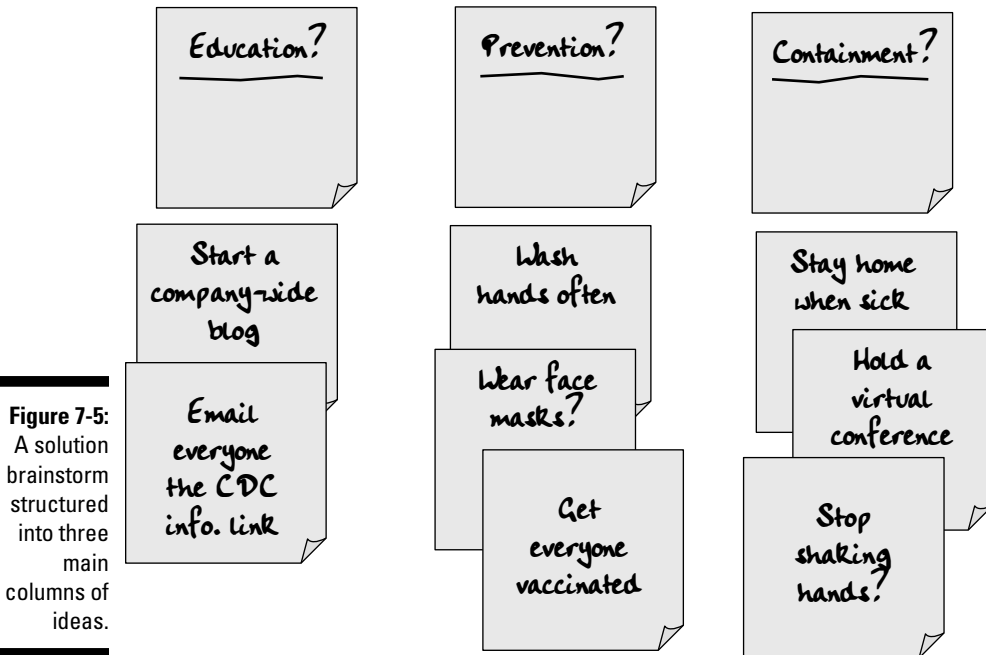 Education?
Prevention?
Containment?
Start a
company-wide
blog
Email
everyone
the CDC
info. link
Wash
hands often
Wear face
masks?
Get
everyone
vaccinated
Stay home
when sick
Hold a
virtual
conference
Stop
shaking
hands?
Figure 7-5:
A solution
brainstorm
structured
into three
main
columns of
ideas.